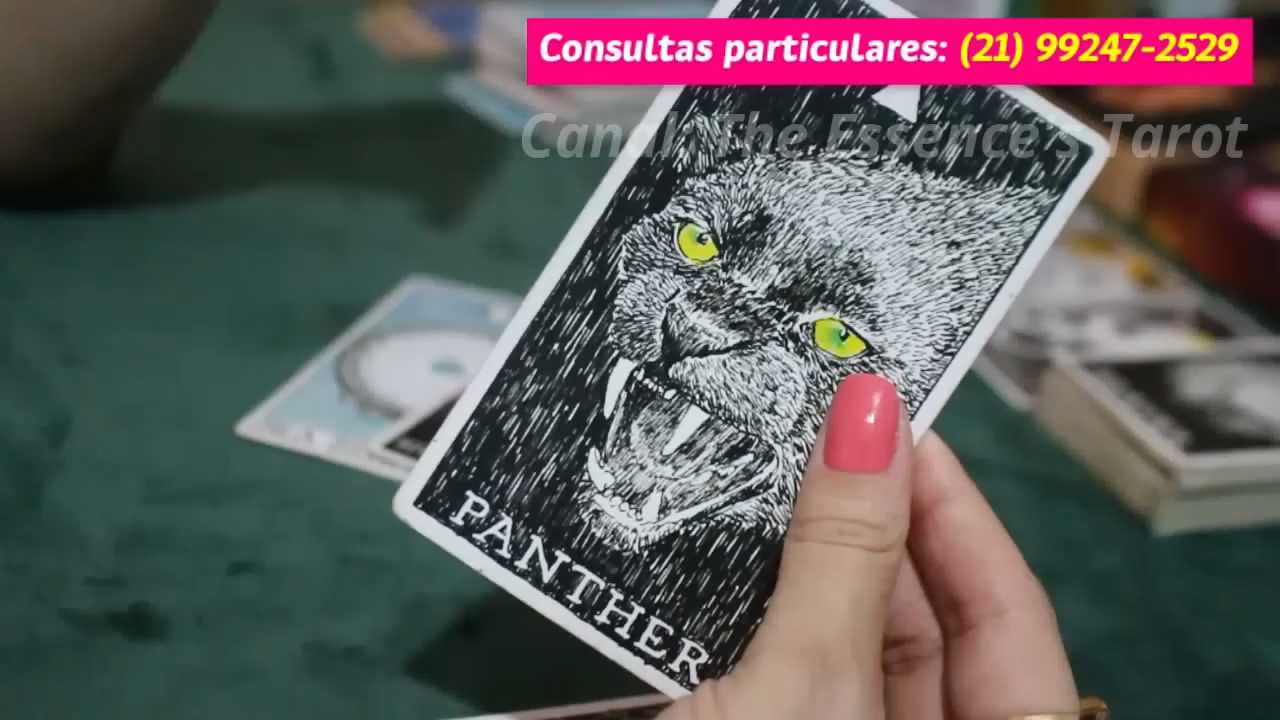 Consultas particulares: (21) 99247-2529
Canal: The Essence's Tarot
PANTHER